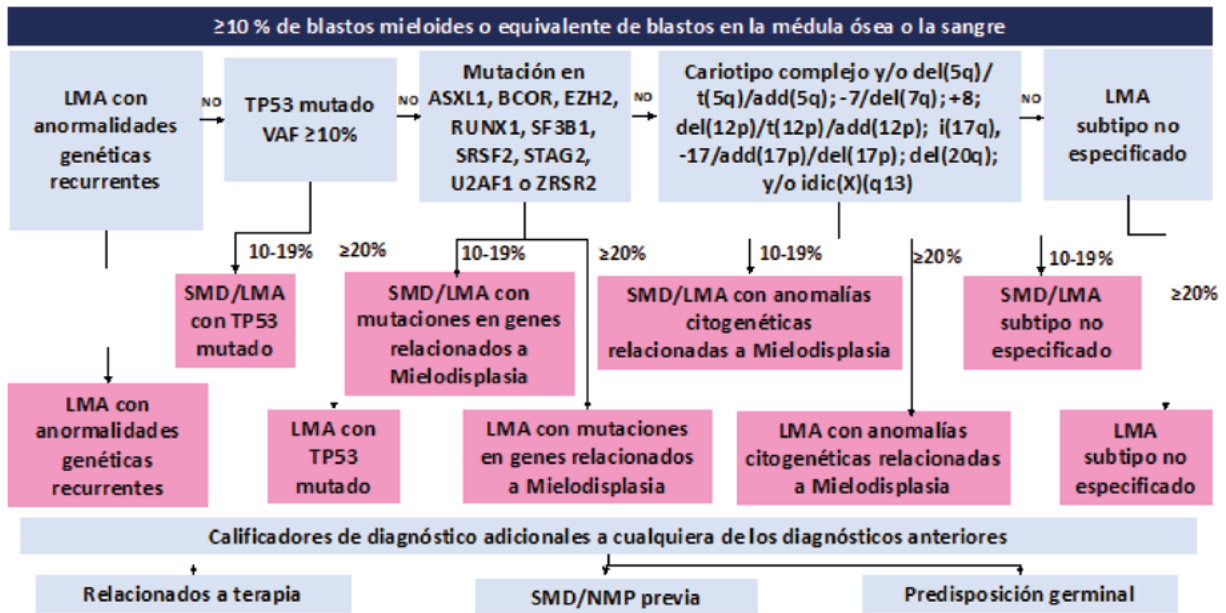 ≥10 % de blastos mieloides o equivalente de blastos en la médula ósea o la sangre
LMA con
anormalidades
genéticas
recurrentes
NO
TP53 mutado
VAF ≥10%
NO
Mutación en
ASXL1, BCOR, EZH2,
RUNX1, SF3B1,
SRSF2, STAG2,
U2AF1 o ZRSR2
NO
Cariotipo complejo y/o del(5q)/
t(5q)/add(5q); -7/del(7q); +8;
del(12p)/t(12p)/add(12p); i(17q),
-17/add(17p)/del(17p); del(20q);
y/o idic(X)(q13)
NO
LMA
subtipo no
especificado
10-19%
≥20%
10-19%
≥20%
10-19%
≥20%
10-19%
≥20%
SMD/LMA
con TP53
mutado
SMD/LMA con
mutaciones en genes
relacionados a
Mielodisplasia
SMD/LMA con anomalías
citogenéticas
relacionadas a Mielodisplasia
SMD/LMA
subtipo no
especificado
LMA con
anormalidades
genéticas
recurrentes
LMA con
TP53
mutado
LMA con mutaciones
en genes relacionados
a Mielodisplasia
LMA con anomalías
citogenéticas relacionadas
a Mielodisplasia
LMA
subtipo no
especificado
Calificadores de diagnóstico adicionales a cualquiera de los diagnósticos anteriores
Relacionados a terapia
SMD/NMP previa
Predisposición germinal